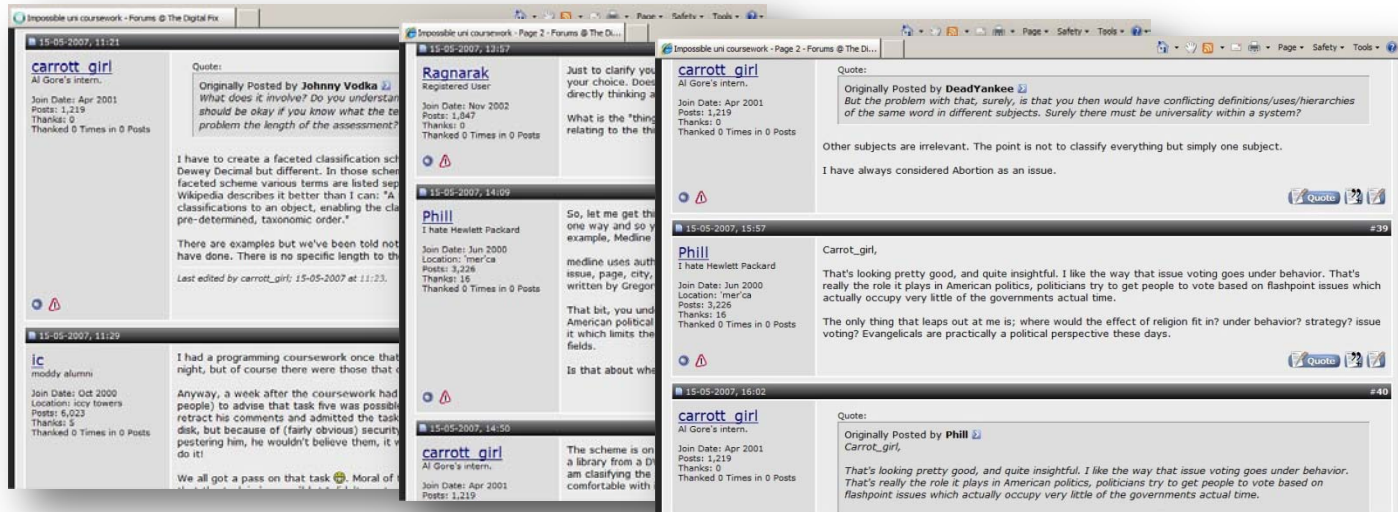 Impossible uni coursework - Forums @ The Digital Fix
Page Safety Tools
15-05-2007, 11:21
carrott_girl
Al Gore's intern.
Join Date: Apr 2001
Posts: 1,219
Thanks: 0
Thanked 0 Times in 0 Posts
Quote:
Originally Posted by Johnny Vodka
What does it involve? Do you understan
should be okay if you know what the te
problem the length of the assessment?
I have to create a faceted classification sch
Dewey Decimal but different. In those schem
faceted scheme various terms are listed sep
Wikipedia describes it better than I can: "A
classifications to an object, enabling the cla
pre-determined, taxonomic order."
There are examples but we've been told not
have done. There is no specific length to th
Last edited by carrott_girl; 15-05-2007 at 11:23.
15-05-2007, 11:29
ic
moddy alumni
Join Date: Oct 2000
Location: iccy towers
Posts: 6,023
Thanks: 5
Thanked 0 Times in 0 Posts
I had a programming coursework once that
night, but of course there were those that
Anyway, a week after the coursework had
people) to advise that task five was possibl
retract his comments and admitted the task
disk, but because of (fairly obvious) security
pestering him, he wouldn't believe them, it w
do it!
We all got a pass on that task. Moral of
Impossible uni coursework - Page 2 - Forums @ The Di...
Page Safety Tools
15-05-2007, 13:57
Ragnarak
Registered User
Join Date: Nov 2002
Posts: 1,847
Thanks: 0
Thanked 0 Times in 0 Posts
Just to clarify you
your choice. Does
directly thinking a
What is the "thing
relating to the thi
15-05-2007, 14:09
Phill
I hate Hewlett Packard
Join Date: Jun 2000
Location: 'mer'ca
Posts: 3,226
Thanks: 16
Thanked 0 Times in 0 Posts
So, let me get thi
one way and so y
example, Medline
medline uses auth
issue, page, city,
written by Gregor
That bit, you und
American political
it which limits the
fields.
Is that about whe
15-05-2007, 14:50
carrott_girl
Al Gore's intern.
Join Date: Apr 2001
Posts: 1,219
The scheme is on
a library from a D
am clasifying the
comfortable with
Impossible uni coursework - Page 2 - Forums @ The Di...
Page Safety Tools
carrott_girl
Al Gore's intern.
Join Date: Apr 2001
Posts: 1,219
Thanks: 0
Thanked 0 Times in 0 Posts
Quote:
Originally Posted by DeadYankee
But the problem with that, surely, is that you then would have conflicting definitions/uses/hierarchies
of the same word in different subjects. Surely there must be universality within a system?
Other subjects are irrelevant. The point is not to classify everything but simply one subject.
I have always considered Abortion as an issue.
Quote
15-05-2007, 15:57
#39
Phill
I hate Hewlett Packard
Join Date: Jun 2000
Location: 'mer'ca
Posts: 3,226
Thanks: 16
Thanked 0 Times in 0 Posts
Carrot_girl,
That's looking pretty good, and quite insightful. I like the way that issue voting goes under behavior. That's
really the role it plays in American politics, politicians try to get people to vote based on flashpoint issues which
actually occupy very little of the governments actual time.
The only thing that leaps out at me is; where would the effect of religion fit in? under behavior? strategy? issue
voting? Evangelicals are practically a political perspective these days.
Quote
15-05-2007, 16:02
#40
carrott_girl
Al Gore's intern.
Join Date: Apr 2001
Posts: 1,219
Thanks: 0
Thanked 0 Times in 0 Posts
Quote:
Originally Posted by Phill
Carrot_girl,
That's looking pretty good, and quite insightful. I like the way that issue voting goes under behavior.
That's really the role it plays in American politics, politicians try to get people to vote based on
flashpoint issues which actually occupy very little of the governments actual time.